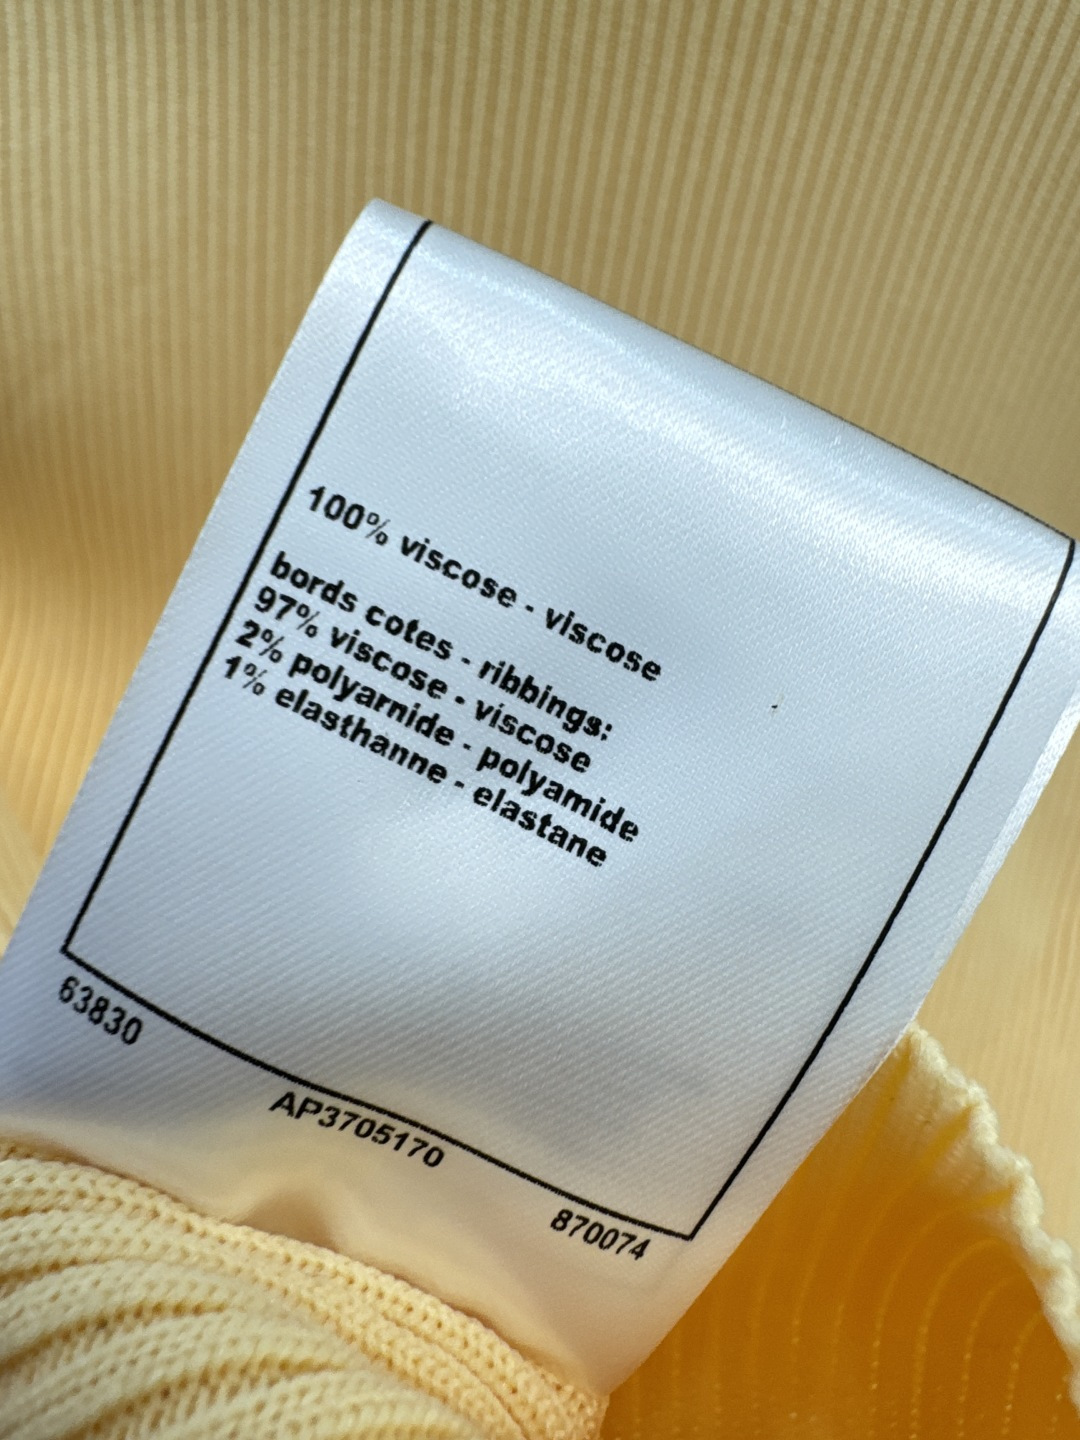 100% viscose - viscose
bords cotes - ribbings:
97% viscose - viscose
2% polyarnide - polyamide
1% elasthanne - elastane
63830
AP3705170
870074